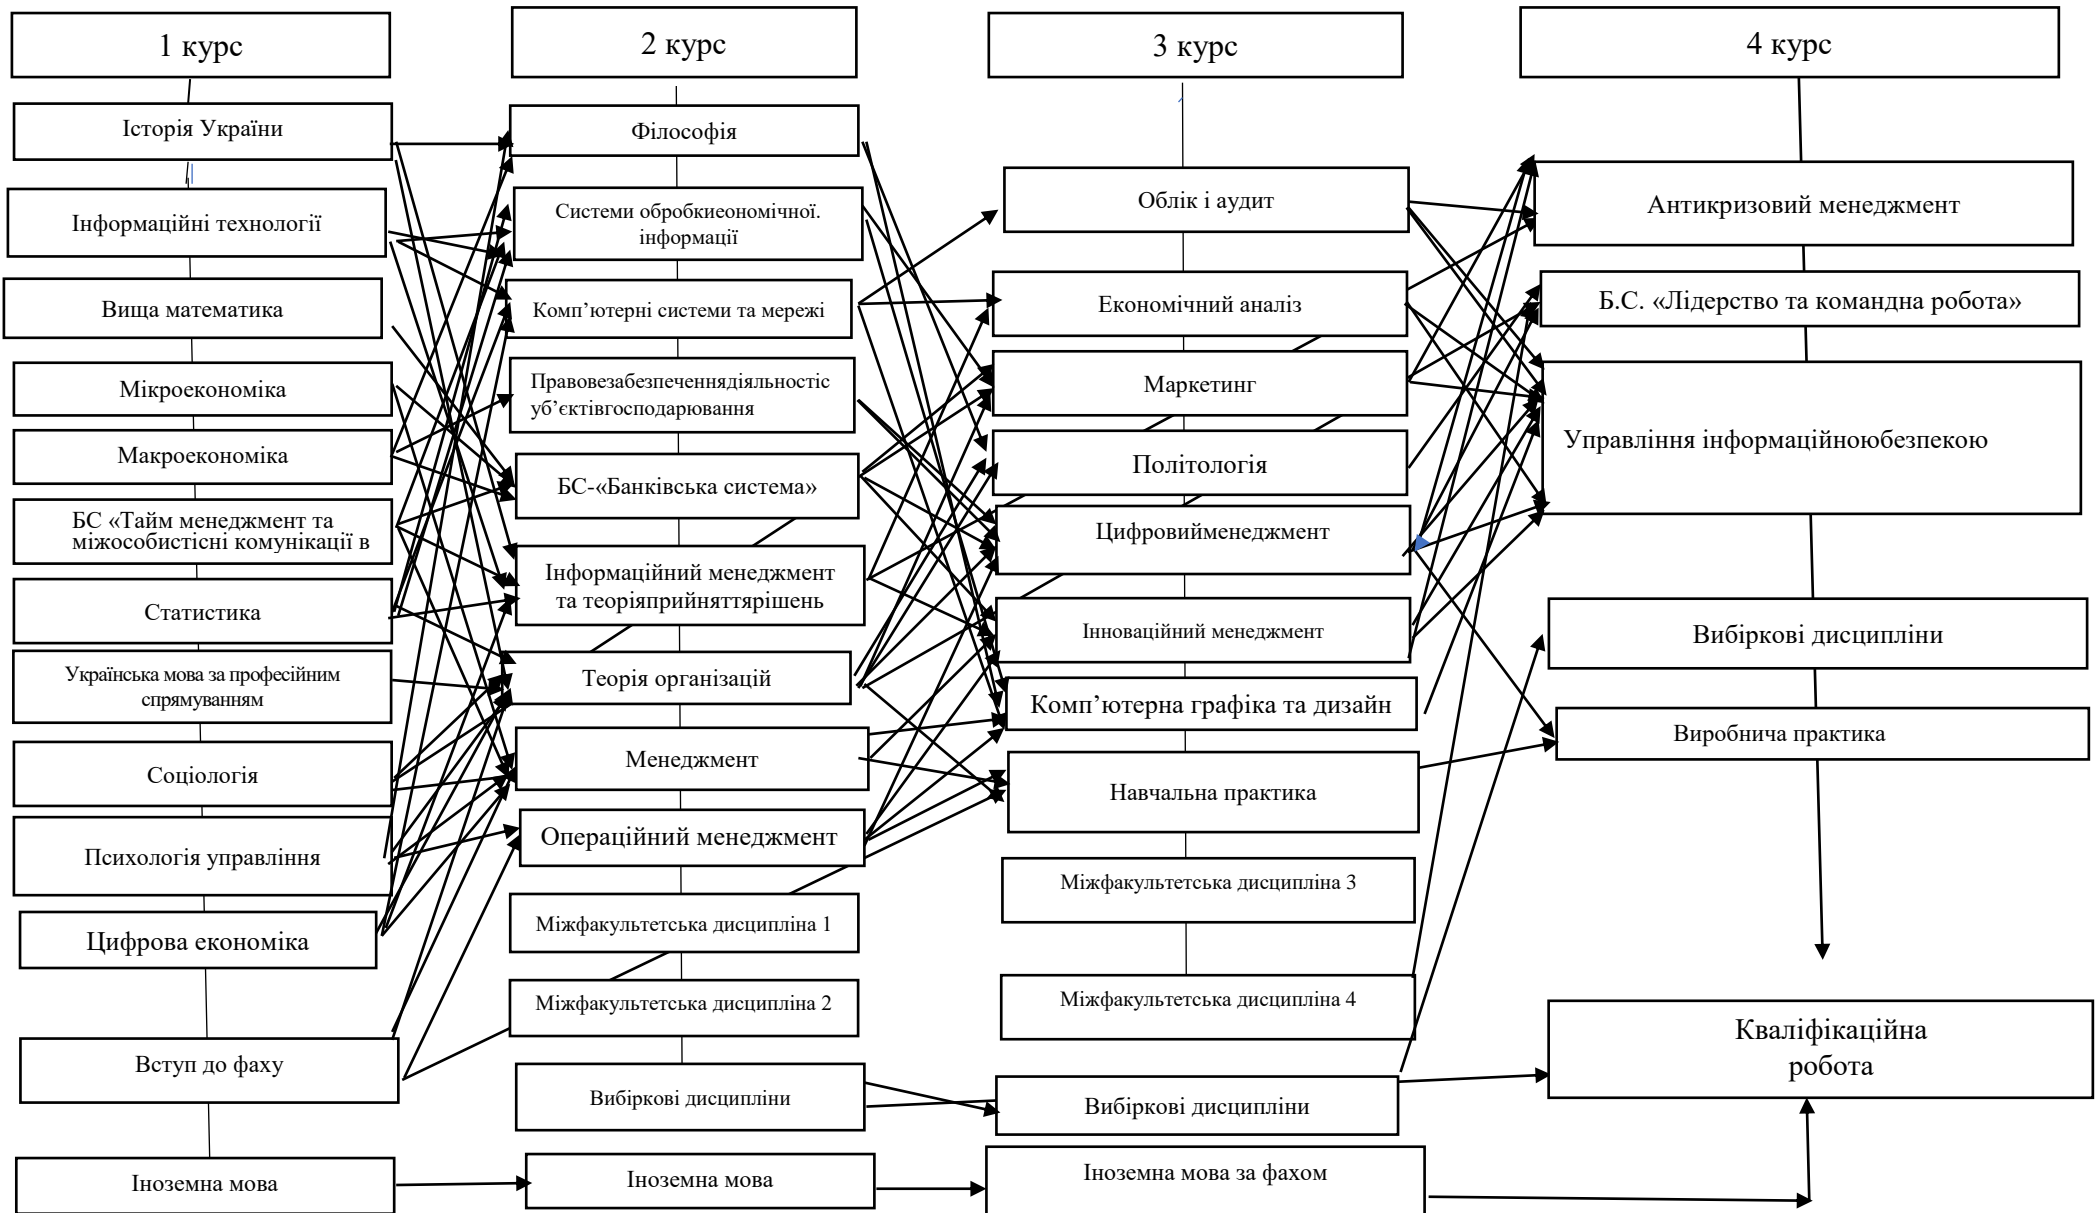 1 курс
Історія України
Інформаційні технології
Вища математика
Мікроекономіка
Макроекономіка
БС «Тайм менеджмент та
міжособистісні комунікації в
Статистика
Українська мова за професійним
спрямуванням
Соціологія
Психологія управління
Цифрова економіка
Вступ до фаху
Іноземна мова
2 курс
Філософія
Системи обробкиеономічної.
інформації
Комп’ютерні системи та мережі
Правовезабезпеченнядіяльностіс
уб’єктівгосподарювання
БС-«Банківська система»
Інформаційний менеджмент
та теоріяприйняттярішень
Теорія організацій
Менеджмент
Операційний менеджмент
Міжфакультетська дисципліна 1
Міжфакультетська дисципліна 2
Вибіркові дисципліни
Іноземна мова
3 курс
Облік і аудит
Економічний аналіз
Маркетинг
Політологія
Цифровийменеджмент
Інноваційний менеджмент
Комп’ютерна графіка та дизайн
Навчальна практика
Міжфакультетська дисципліна 3
Міжфакультетська дисципліна 4
Вибіркові дисципліни
Іноземна мова за фахом
4 курс
Антикризовий менеджмент
Б.С. «Лідерство та командна робота»
Управління інформаційноюбезпекою
Вибіркові дисципліни
Виробнича практика
Кваліфікаційна
робота